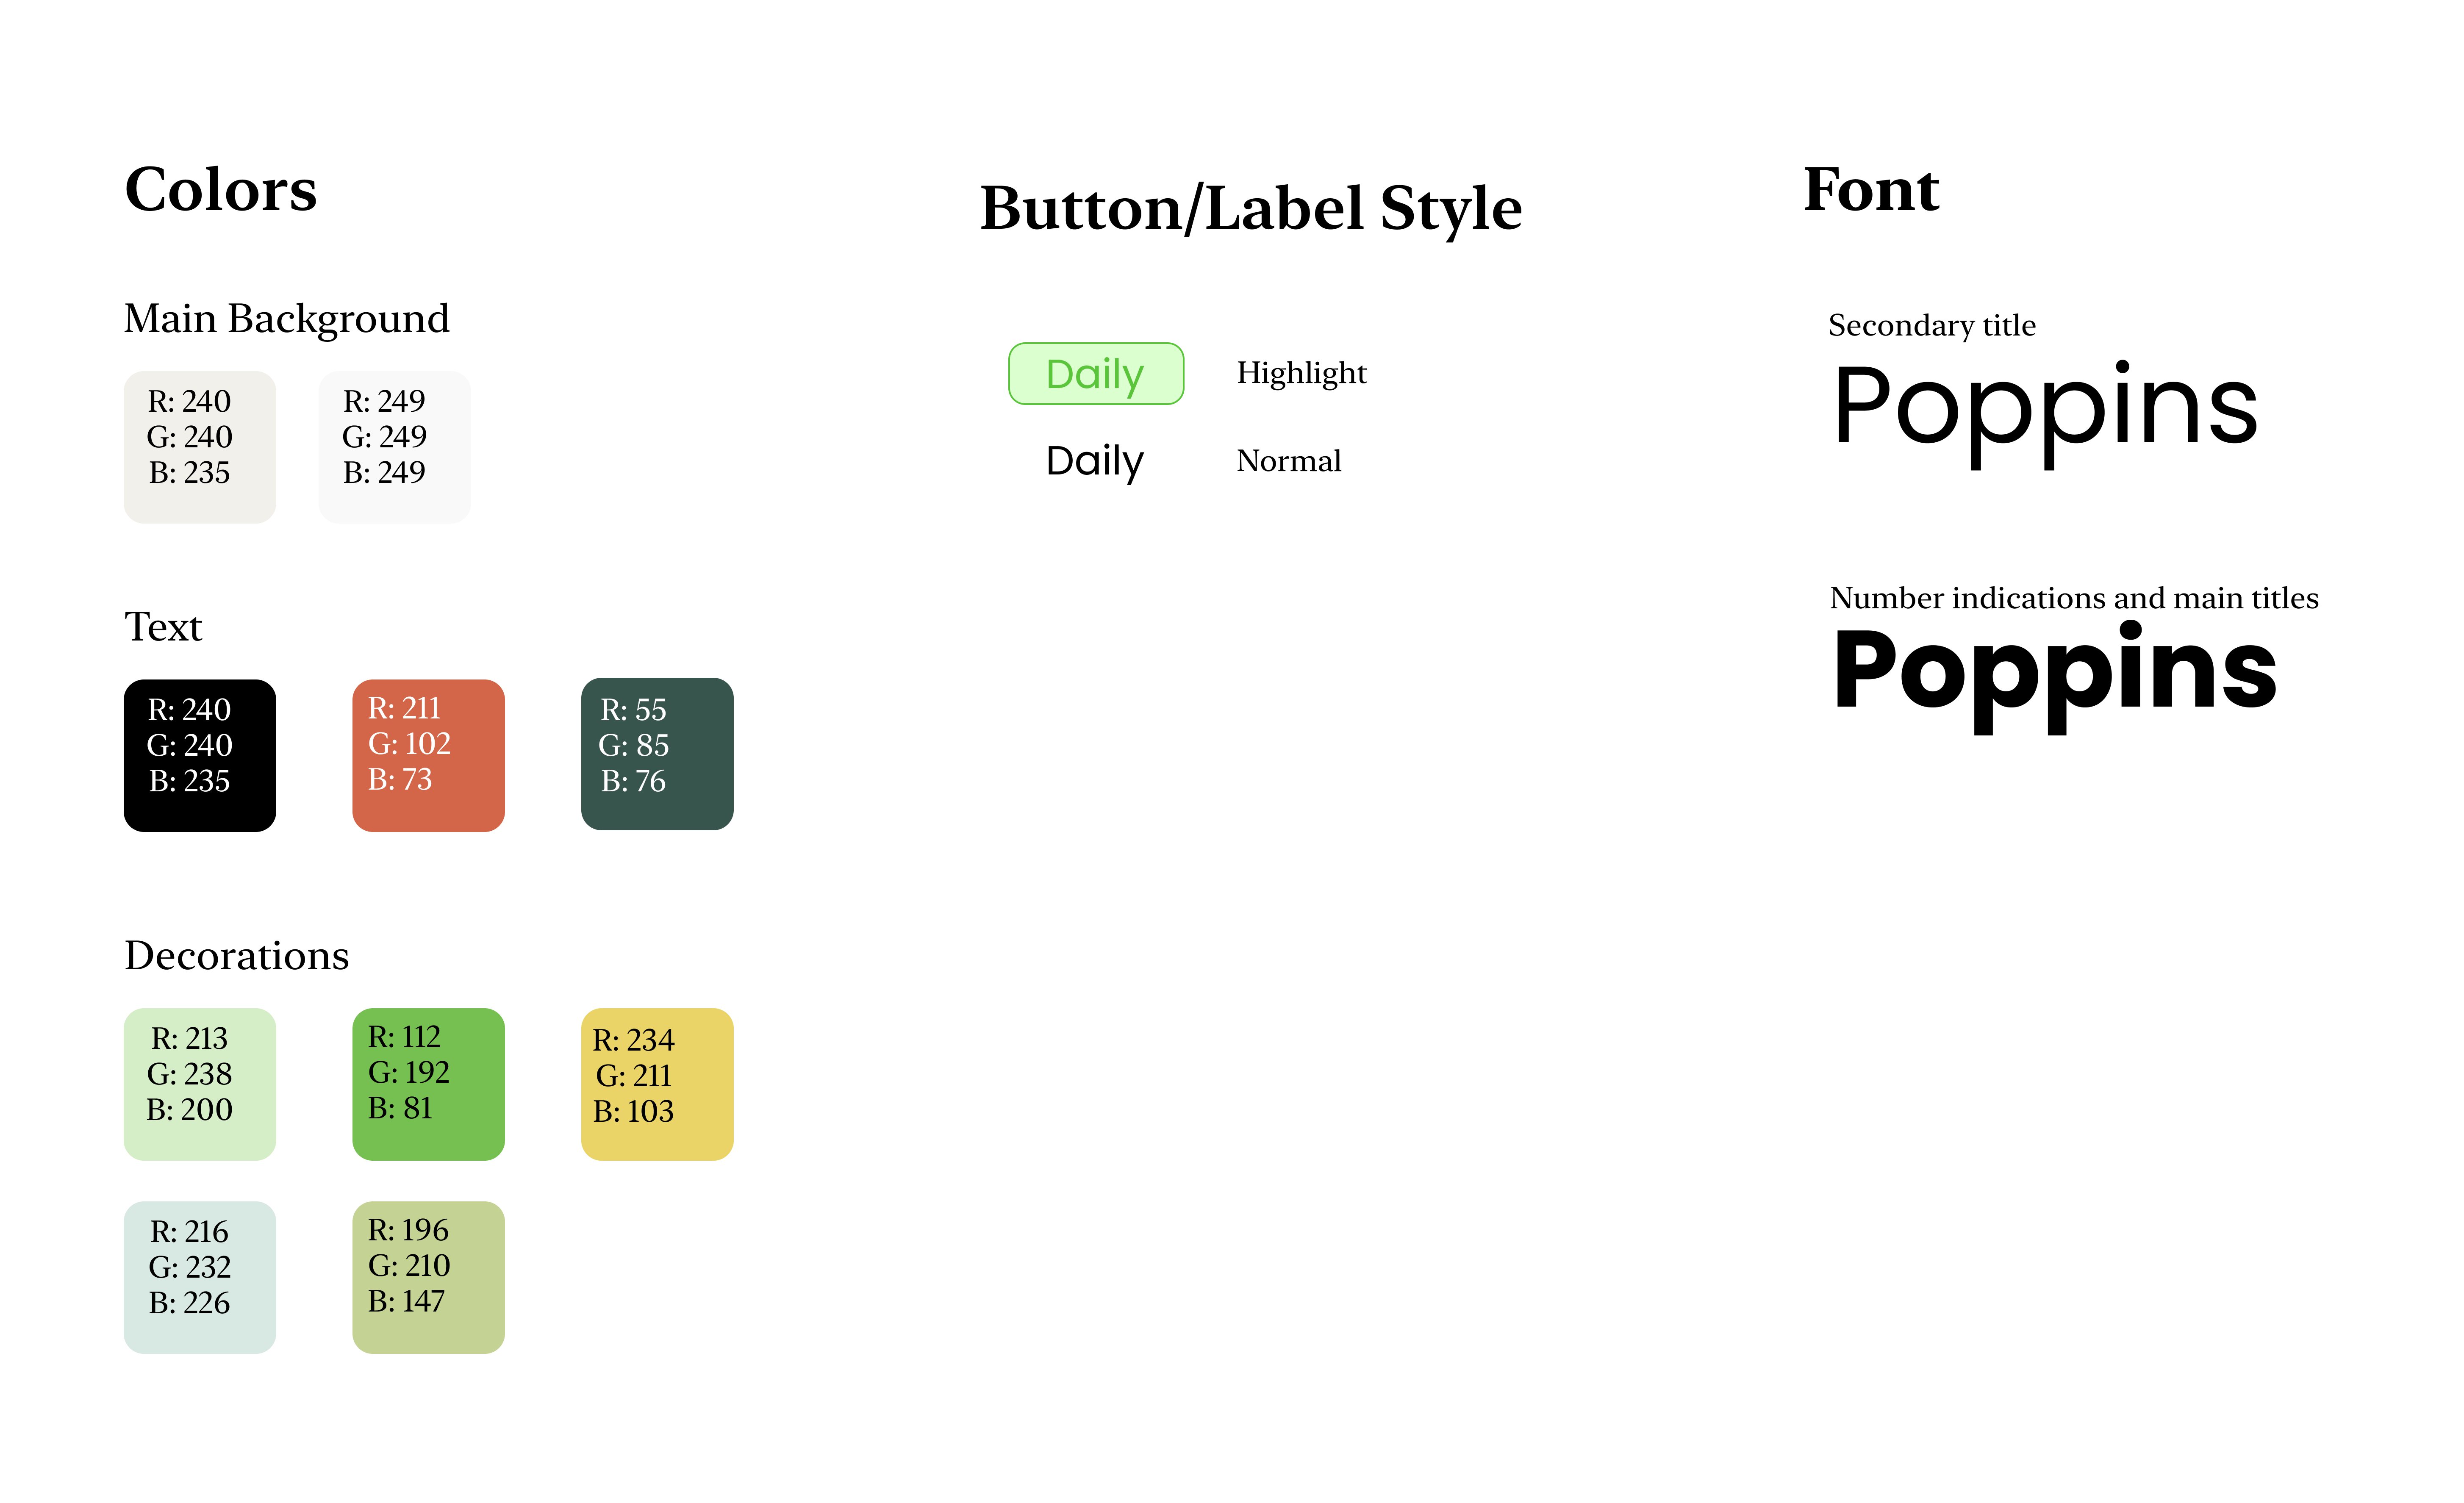 Colors
Main Background
R: 240
G: 240
B: 235
R: 249
G: 249
B: 249
Text
R: 240
G: 240
B: 235
R: 211
G: 102
B: 73
R: 55
G: 85
B: 76
Decorations
R: 213
G: 238
B: 200
R: 112
G: 192
B: 81
R: 234
G: 211
B: 103
R: 216
G: 232
B: 226
R: 196
G: 210
B: 147
Button/Label Style
Daily
Highlight
Daily
Normal
Font
Secondary title
Poppins
Number indications and main titles
Poppins